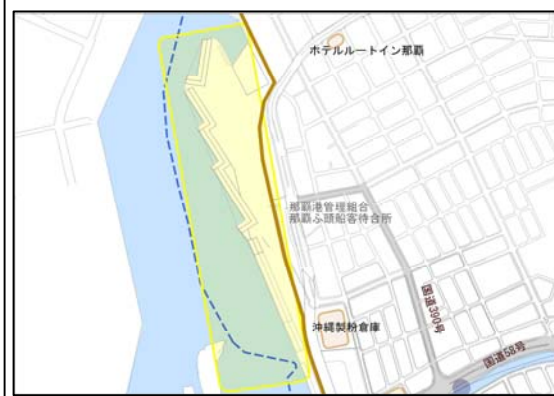 ホテルルートイン那覇
那覇港管理組合
那覇ふ頭船客待合所
国道390号
沖縄製粉倉庫
国道58号